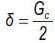 δ = G_c / 2